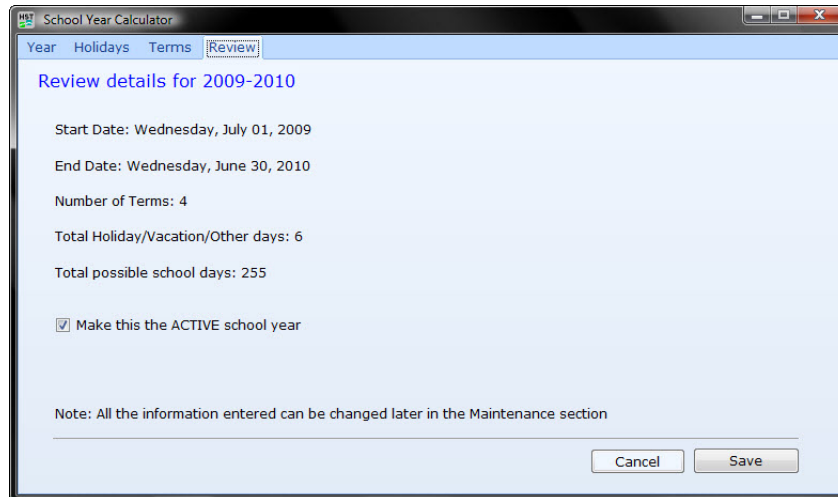 HST School Year Calculator
Year Holidays Terms Review
Review details for 2009-2010
Start Date: Wednesday, July 01, 2009
End Date: Wednesday, June 30, 2010
Number of Terms: 4
Total Holiday/Vacation/Other days: 6
Total possible school days: 255
Make this the ACTIVE school year
Note: All the information entered can be changed later in the Maintenance section
Cancel Save